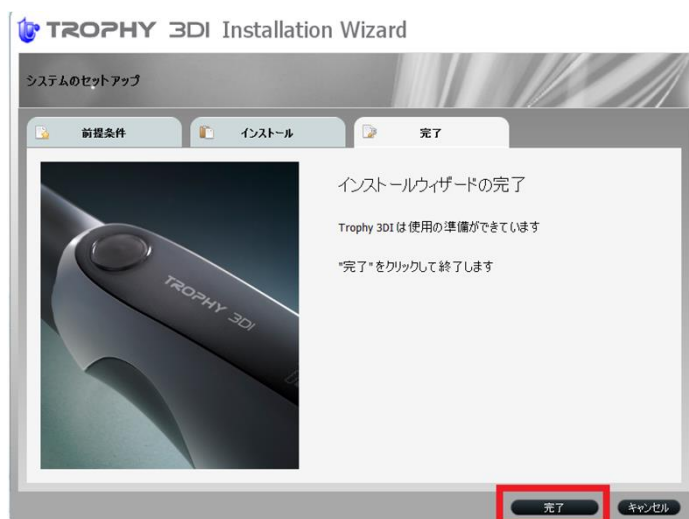 TROPHY 3DI Installation Wizard
システムのセットアップ
前提条件
インストール
完了
インストールウィザードの完了
Trophy 3DI は使用の準備ができています
"完了"をクリックして終了します
TROPHY 3DI
完了
キャンセル